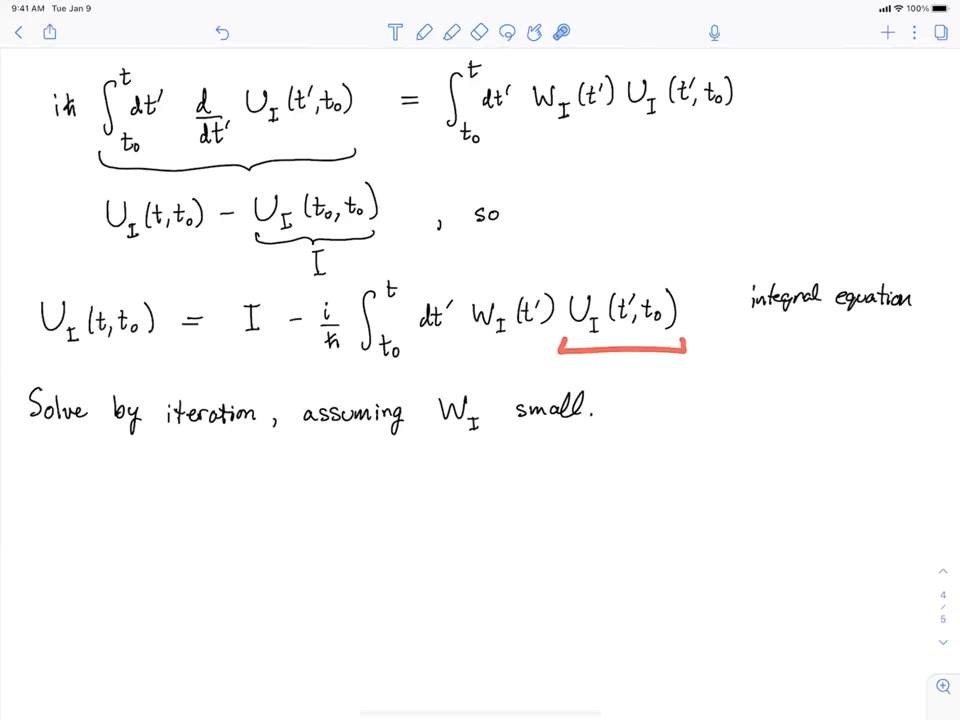 9:41 AM Tue Jan 9 100%
iħ ∫_{t₀}^{t} dt' d/dt' U_I(t',t₀) = ∫_{t₀}^{t} dt' W_I(t') U_I(t',t₀)
U_I(t,t₀) - U_I(t₀,t₀) , so
I
U_I(t,t₀) = I - i/ħ ∫_{t₀}^{t} dt' W_I(t') U_I(t',t₀) integral equation
Solve by iteration, assuming W_I small.
4
/
5